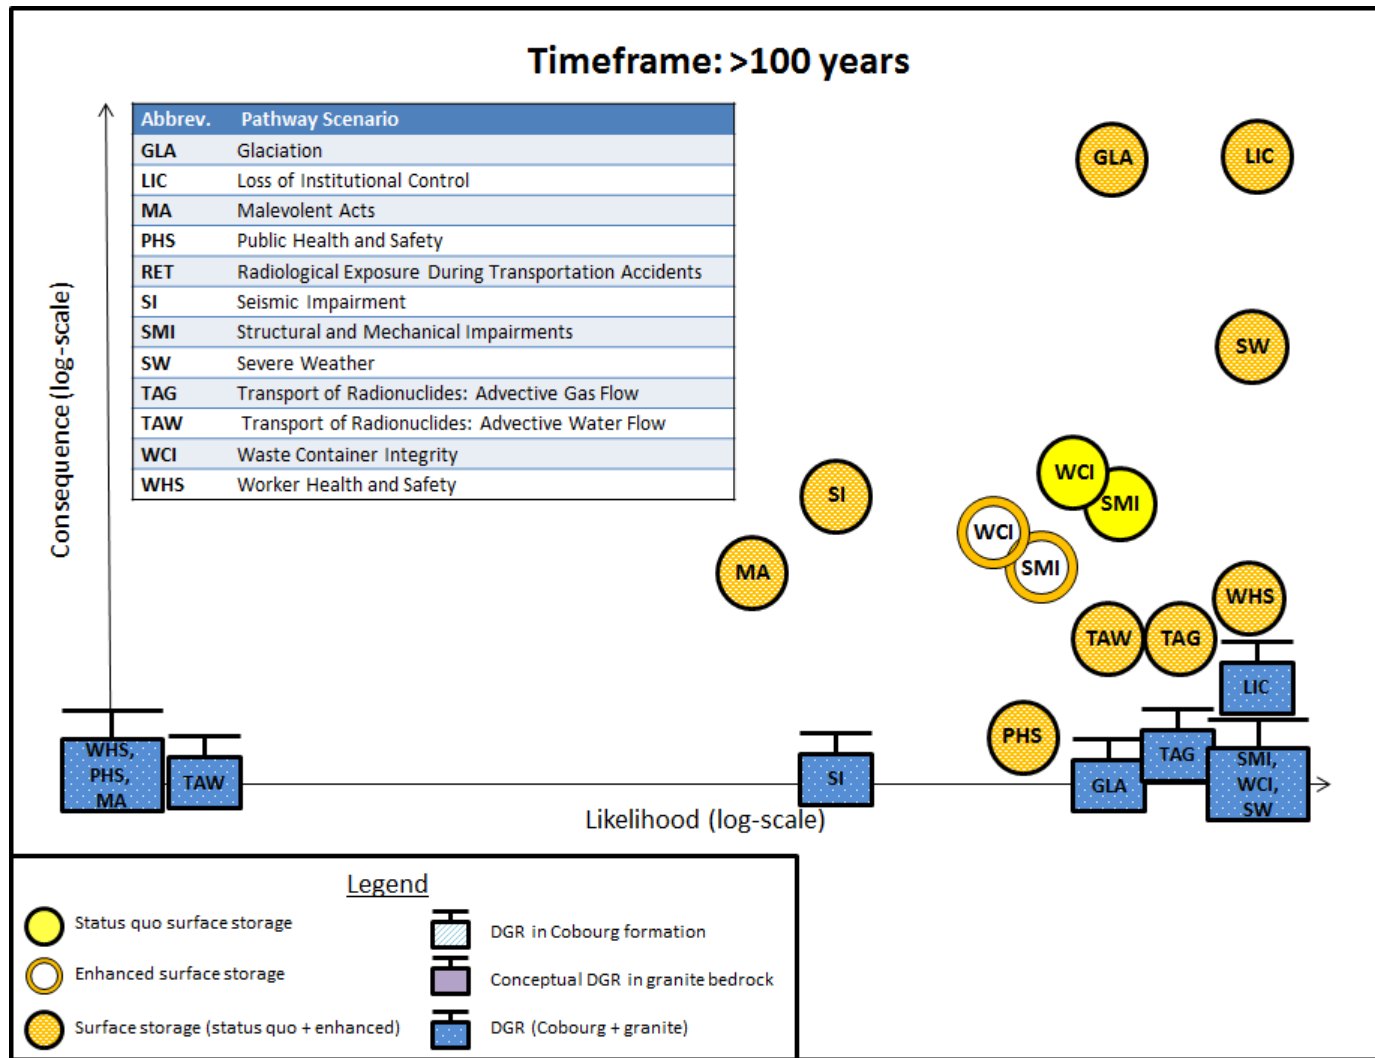 Timeframe: >100 years
Abbrev. Pathway Scenario
GLA Glaciation
LIC Loss of Institutional Control
MA Malevolent Acts
PHS Public Health and Safety
RET Radiological Exposure During Transportation Accidents
SI Seismic Impairment
SMI Structural and Mechanical Impairments
SW Severe Weather
TAG Transport of Radionuclides: Advective Gas Flow
TAW Transport of Radionuclides: Advective Water Flow
WCI Waste Container Integrity
WHS Worker Health and Safety
Consequence (log-scale)
GLA
LIC
SW
WCI
SMI
SI
WCI
SMI
MA
WHS
TAW
TAG
LIC
PHS
WHS,
PHS,
MA
TAW
SI
GLA
TAG
SMI,
WCI,
SW
Likelihood (log-scale)
Legend
Status quo surface storage
Enhanced surface storage
Surface storage (status quo + enhanced)
DGR in Cobourg formation
Conceptual DGR in granite bedrock
DGR (Cobourg + granite)